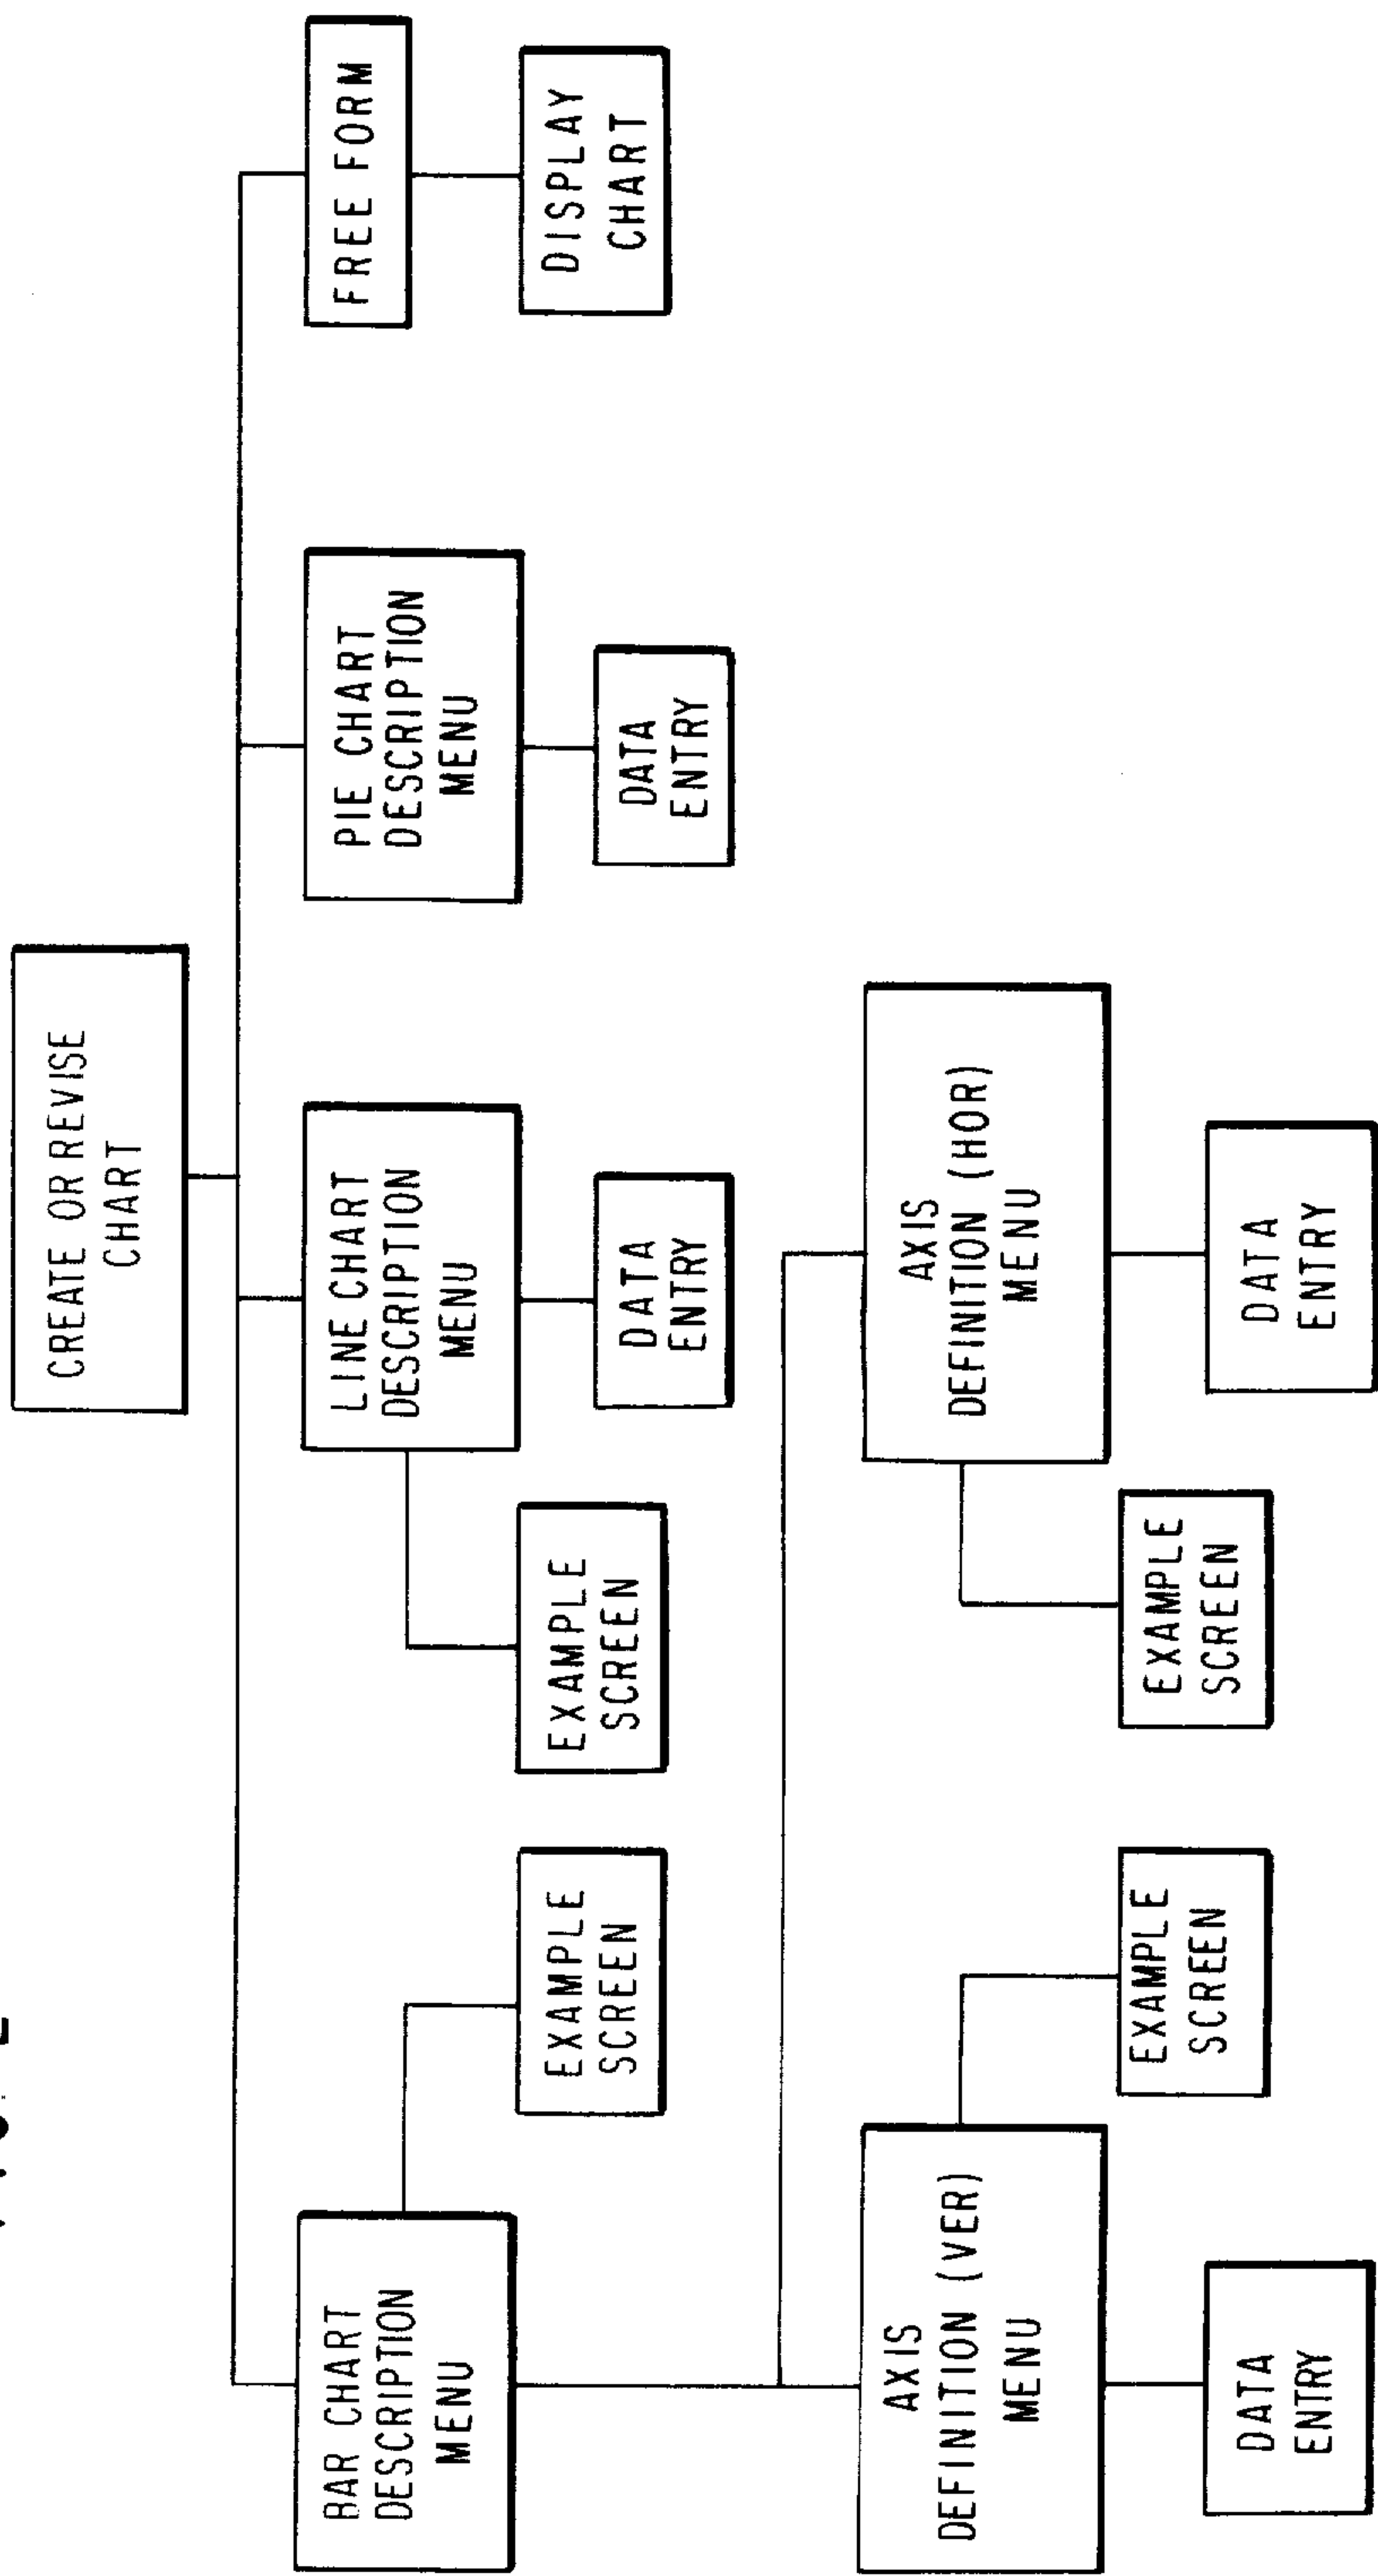 CREATE OR REVISE
CHART
BAR CHART
DESCRIPTION
MENU
EXAMPLE
SCREEN
EXAMPLE
SCREEN
LINE CHART
DESCRIPTION
MENU
DATA
ENTRY
PIE CHART
DESCRIPTION
MENU
DATA
ENTRY
FREE FORM
DISPLAY
CHART
AXIS
DEFINITION (VER)
MENU
DATA
ENTRY
EXAMPLE
SCREEN
EXAMPLE
SCREEN
AXIS
DEFINITION (HOR)
MENU
DATA
ENTRY